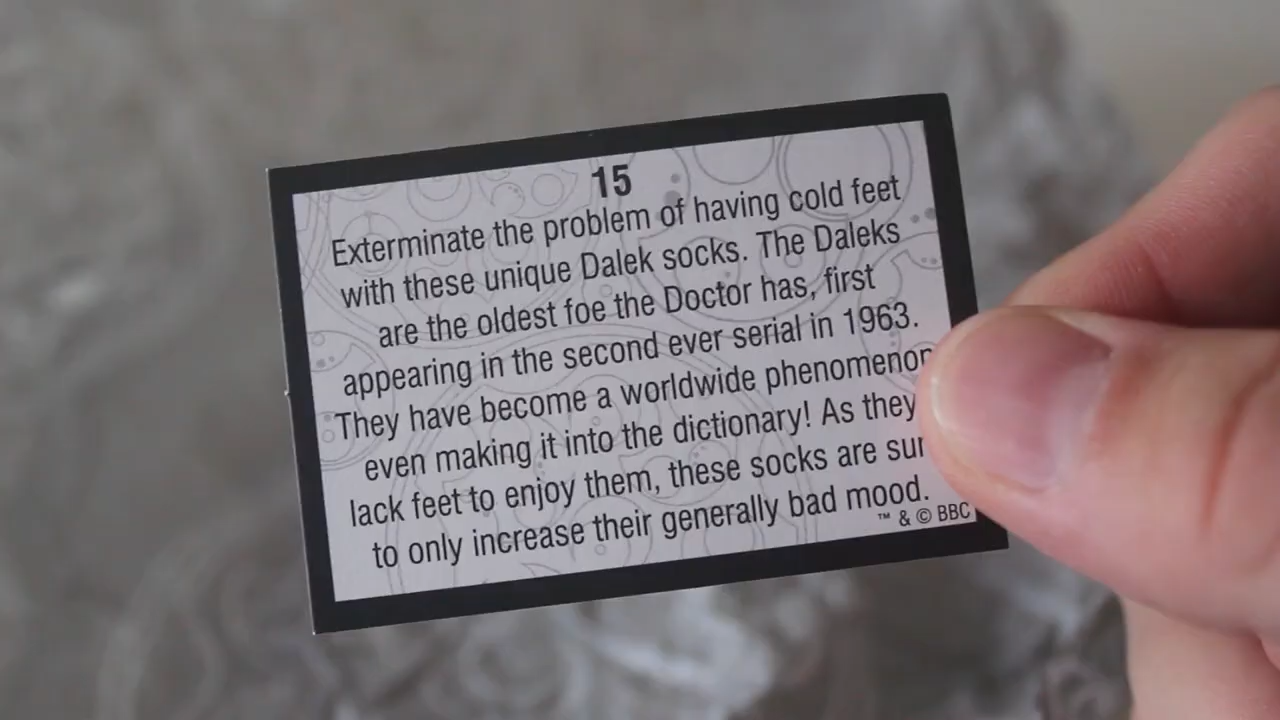 15
Exterminate the problem of having cold feet
with these unique Dalek socks. The Daleks
are the oldest foe the Doctor has, first
appearing in the second ever serial in 1963.
They have become a worldwide phenomenon
even making it into the dictionary! As they
lack feet to enjoy them, these socks are sur
to only increase their generally bad mood.
™ & © BBC